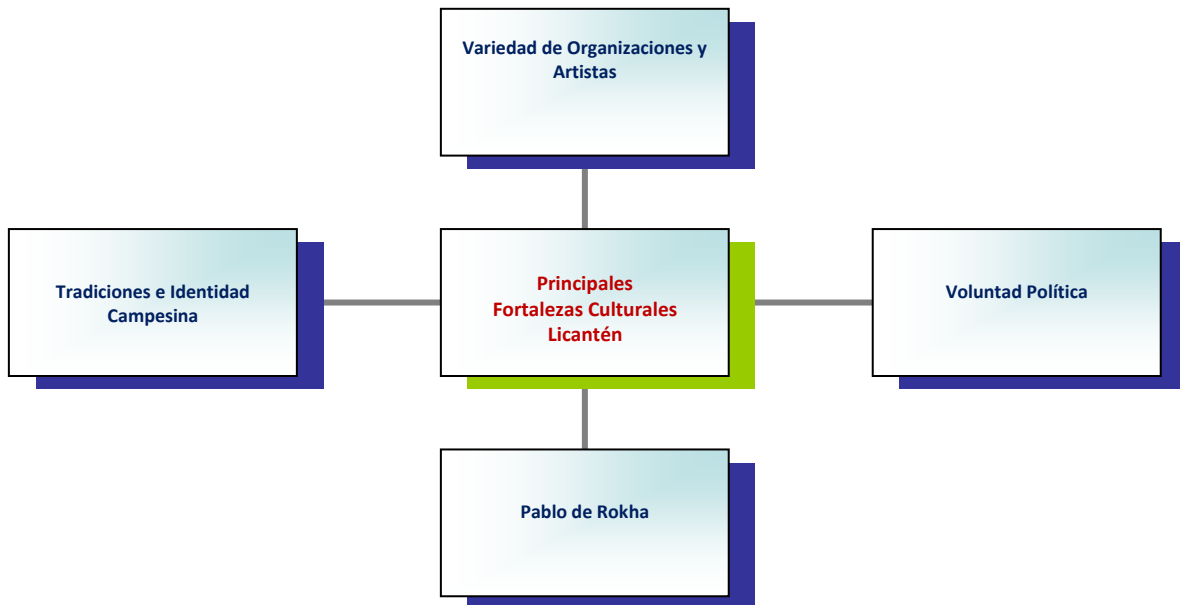 Variedad de Organizaciones y
Artistas
Tradiciones e Identidad
Campesina
Principales
Fortalezas Culturales
Licantén
Voluntad Política
Pablo de Rokha